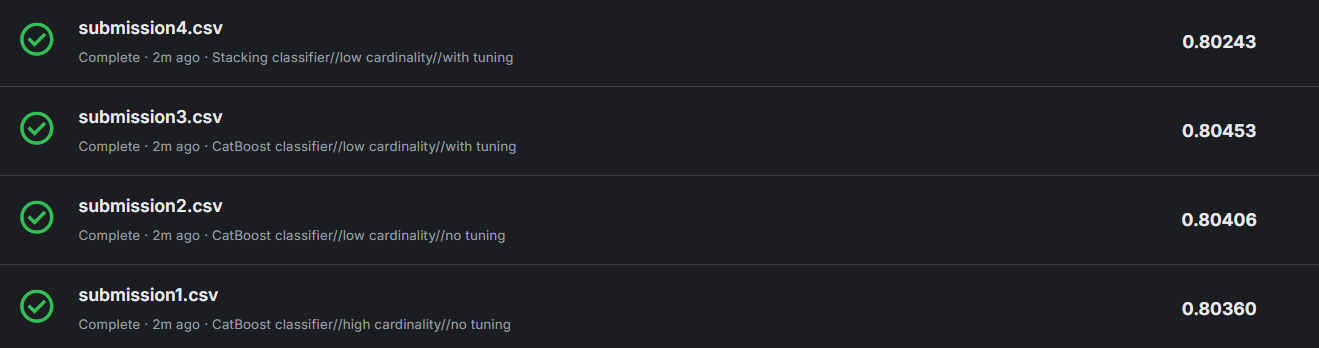 submission4.csv
Complete · 2m ago · Stacking classifier//low cardinality//with tuning
0.80243
submission3.csv
Complete · 2m ago · CatBoost classifier//low cardinality//with tuning
0.80453
submission2.csv
Complete · 2m ago · CatBoost classifier//low cardinality//no tuning
0.80406
submission1.csv
Complete · 2m ago · CatBoost classifier//high cardinality//no tuning
0.80360